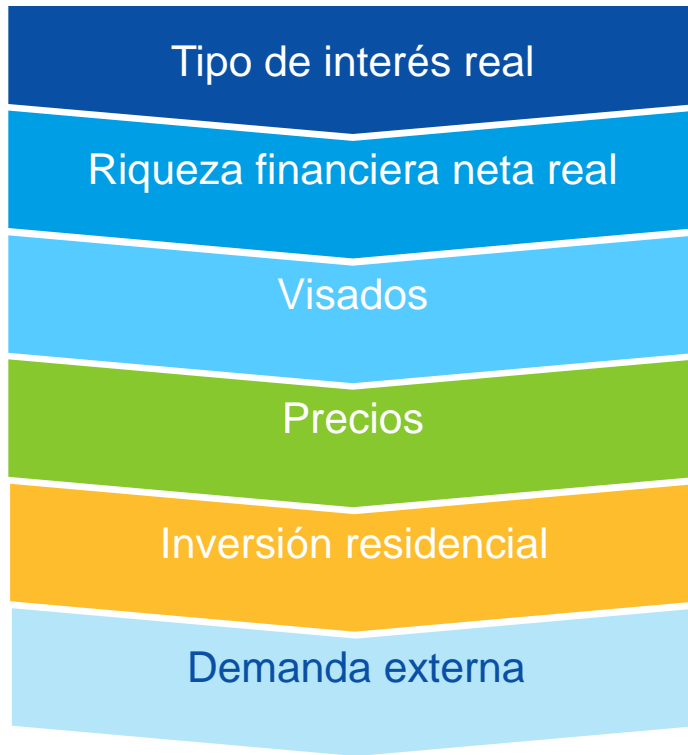 Tipo de interés real
Riqueza financiera neta real
Visados
Precios
Inversión residencial
Demanda externa